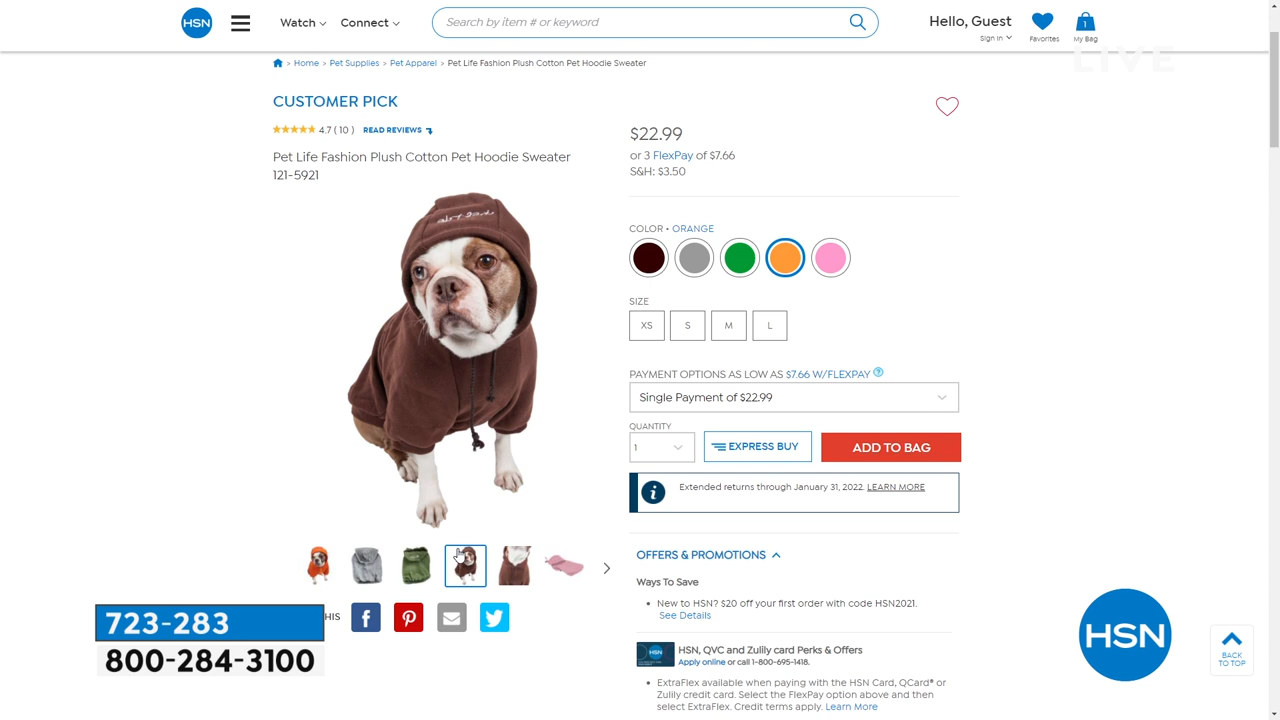 HSN
Watch
Connect
Search by item # or keyword
Hello, Guest
Sign In
Favorites
1
My Bag
LIVE
> Home > Pet Supplies > Pet Apparel > Pet Life Fashion Plush Cotton Pet Hoodie Sweater
CUSTOMER PICK
4.7 ( 10 ) READ REVIEWS
Pet Life Fashion Plush Cotton Pet Hoodie Sweater
121-5921
$22.99
or 3 FlexPay of $7.66
S&H: $3.50
COLOR • ORANGE
SIZE
XS S M L
PAYMENT OPTIONS AS LOW AS $7.66 W/FLEXPAY ?
Single Payment of $22.99
QUANTITY
1
EXPRESS BUY
ADD TO BAG
i Extended returns through January 31, 2022. LEARN MORE
OFFERS & PROMOTIONS
Ways To Save
• New to HSN? $20 off your first order with code HSN2021.
See Details
HSN, QVC and Zulily card Perks & Offers
Apply online or call 1-800-695-1418.
• ExtraFlex available when paying with the HSN Card, QCard® or
Zulily credit card. Select the FlexPay option above and then
select ExtraFlex. Credit terms apply. Learn More
HIS
723-283
800-284-3100
HSN
BACK
TO TOP